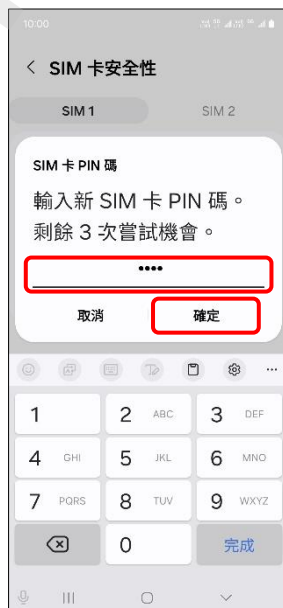 10:00
SIM 卡安全性
SIM 1 SIM 2
SIM 卡 PIN 碼
輸入新 SIM 卡 PIN 碼。
剩餘 3 次嘗試機會。
••••
取消 確定
1 2 ABC 3 DEF
4 GHI 5 JKL 6 MNO
7 PQRS 8 TUV 9 WXYZ
0 完成